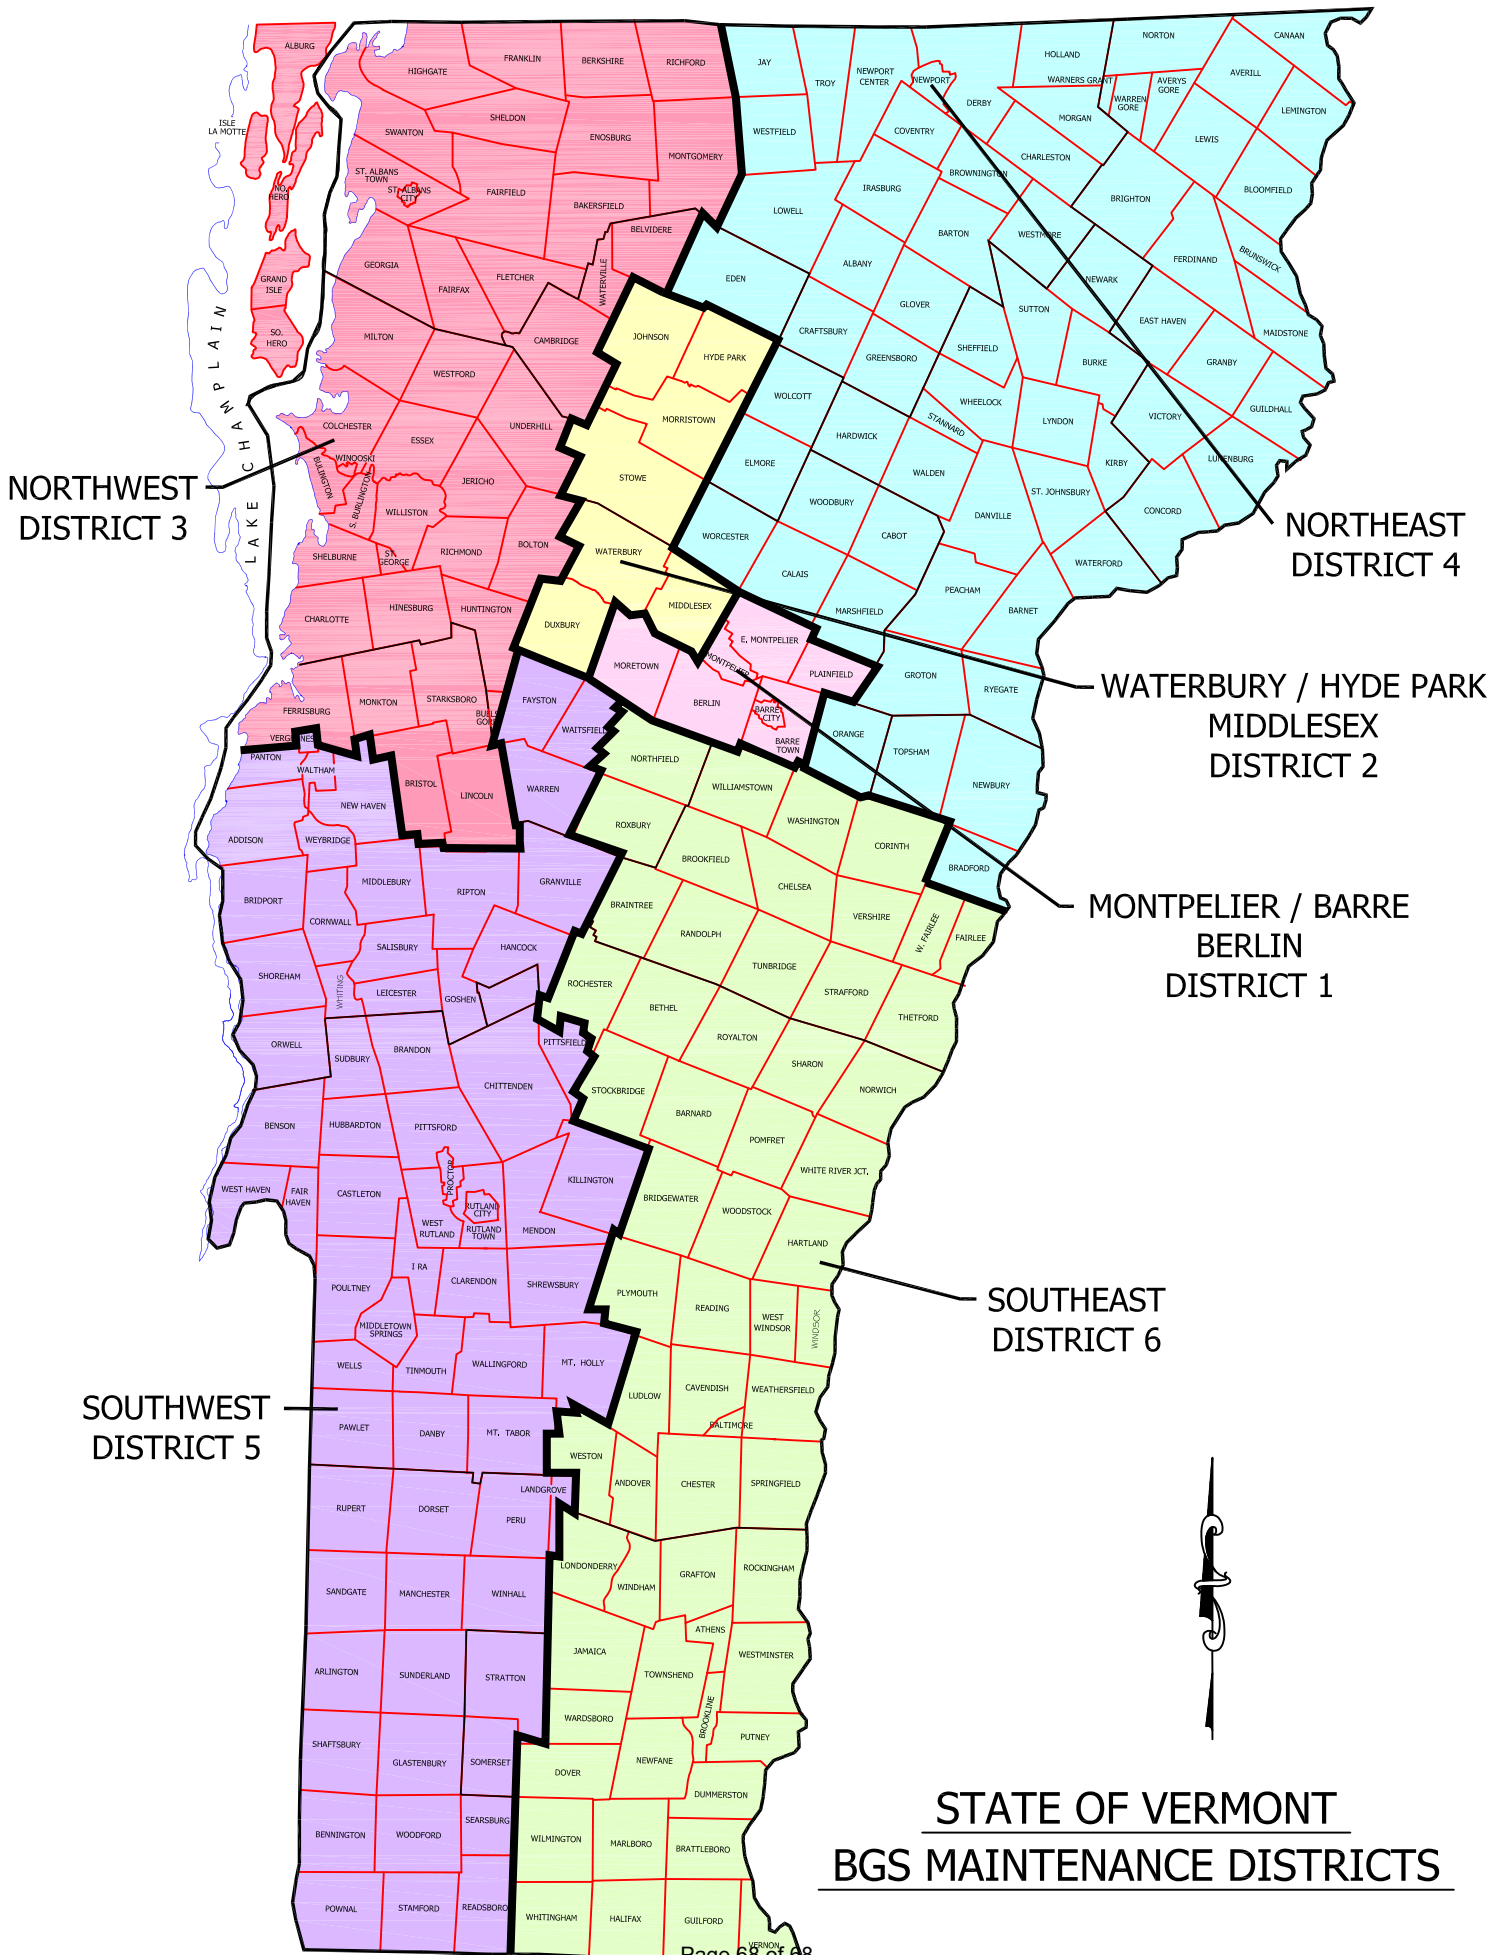 ALBURG
HIGHGATE
FRANKLIN
BERKSHIRE
RICHFORD
JAY
TROY
NEWPORT
CENTER
NEWPORT
HOLLAND
WARNERS GRANT
NORTON
CANAAN
AVERILL
AVERYS
GORE
WARREN
GORE
LEMINGTON
DERBY
MORGAN
ISLE
LA MOTTE
SWANTON
SHELDON
ENOSBURG
MONTGOMERY
WESTFIELD
COVENTRY
CHARLESTON
LEWIS
ST. ALBANS
TOWN
ST. ALBANS
CITY
NO.
HERO
FAIRFIELD
BAKERSFIELD
BELVIDERE
LOWELL
IRASBURG
BROWNINGTON
BRIGHTON
BLOOMFIELD
GEORGIA
FAIRFAX
FLETCHER
WATERVILLE
EDEN
ALBANY
BARTON
WESTMORE
NEWARK
FERDINAND
BRUNSWICK
GRAND
ISLE
SO.
HERO
MILTON
WESTFORD
CAMBRIDGE
JOHNSON
HYDE PARK
CRAFTSBURY
GLOVER
GREENSBORO
SHEFFIELD
SUTTON
BURKE
EAST HAVEN
GRANBY
MAIDSTONE
LAKE CHAMPLAIN
COLCHESTER
ESSEX
UNDERHILL
MORRISTOWN
WOLCOTT
HARDWICK
STANNARD
WHEELOCK
LYNDON
VICTORY
GUILDHALL
WINOOSKI
BULINGTON
S. BURLINGTON
JERICHO
STOWE
ELMORE
WOODBURY
WALDEN
ST. JOHNSBURY
KIRBY
LUNENBURG
NORTHWEST
DISTRICT 3
WILLISTON
CONCORD
DANVILLE
NORTHEAST
DISTRICT 4
SHELBURNE
ST.
GEORGE
RICHMOND
BOLTON
WATERBURY
WORCESTER
CALAIS
CABOT
PEACHAM
WATERFORD
BARNET
CHARLOTTE
HINESBURG
HUNTINGTON
DUXBURY
MIDDLESEX
E. MONTPELIER
MARSHFIELD
MONTPELIER
MORETOWN
BERLIN
PLAINFIELD
GROTON
RYEGATE
WATERBURY / HYDE PARK
MIDDLESEX
DISTRICT 2
FERRISBURG
MONKTON
STARKSBORO
BUELS
GORE
FAYSTON
WAITSFIELD
BARRE
CITY
BARRE
TOWN
ORANGE
TOPSHAM
NEWBURY
VERGENNES
PANTON
WALTHAM
NEW HAVEN
BRISTOL
LINCOLN
WARREN
NORTHFIELD
WILLIAMSTOWN
WASHINGTON
CORINTH
BRADFORD
ADDISON
WEYBRIDGE
ROXBURY
BROOKFIELD
CHELSEA
VERSHIRE
W. FAIRLEE
FAIRLEE
MONTPELIER / BARRE
BERLIN
DISTRICT 1
BRIDPORT
MIDDLEBURY
RIPTON
GRANVILLE
BRAINTREE
RANDOLPH
TUNBRIDGE
STRAFFORD
THETFORD
CORNWALL
SALISBURY
HANCOCK
SHOREHAM
WHITING
LEICESTER
GOSHEN
ROCHESTER
BETHEL
ROYALTON
SHARON
NORWICH
ORWELL
SUDBURY
BRANDON
CHITTENDEN
PITTSFIELD
STOCKBRIDGE
BARNARD
POMFRET
WHITE RIVER JCT.
BENSON
HUBBARDTON
PITTSFORD
PROCTOR
KILLINGTON
BRIDGEWATER
WOODSTOCK
HARTLAND
WEST HAVEN
FAIR
HAVEN
CASTLETON
WEST
RUTLAND
RUTLAND
CITY
RUTLAND
TOWN
MENDON
POULTNEY
I RA
CLARENDON
SHREWSBURY
PLYMOUTH
READING
WEST
WINDSOR
WINDSOR
SOUTHEAST
DISTRICT 6
MIDDLETOWN
SPRINGS
WELLS
TINMOUTH
WALLINGFORD
MT. HOLLY
LUDLOW
CAVENDISH
WEATHERSFIELD
BALTIMORE
SOUTHWEST
DISTRICT 5
PAWLET
DANBY
MT. TABOR
WESTON
ANDOVER
CHESTER
SPRINGFIELD
RUPERT
DORSET
PERU
LANDGROVE
LONDONDERRY
WINDHAM
GRAFTON
ROCKINGHAM
SANDGATE
MANCHESTER
WINHALL
JAMAICA
TOWNSHEND
ATHENS
WESTMINSTER
ARLINGTON
SUNDERLAND
STRATTON
WARDSBORO
BROOKLINE
PUTNEY
SHAFTSBURY
GLASTENBURY
SOMERSET
DOVER
NEWFANE
DUMMERSTON
BENNINGTON
WOODFORD
SEARSBURG
WILMINGTON
MARLBORO
BRATTLEBORO
POWNAL
STAMFORD
READSBORO
WHITINGHAM
HALIFAX
GUILFORD
VERNON
STATE OF VERMONT
BGS MAINTENANCE DISTRICTS
Page 68 of 68